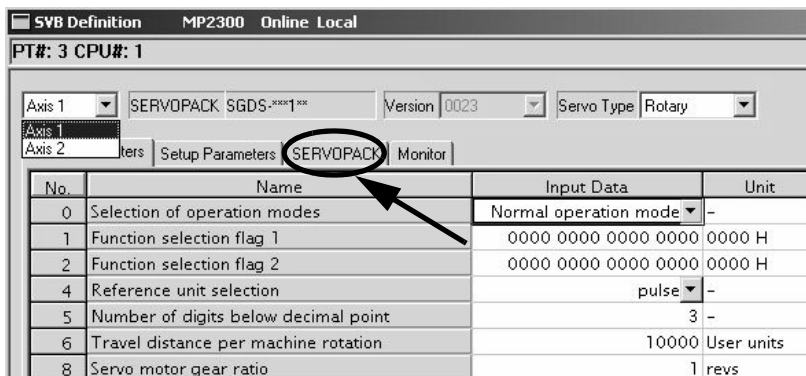 SVB Definition MP2300 Online Local
PT#: 3 CPU#: 1
Axis 1 SERVOPACK SGDS-***1** Version 0023 Servo Type Rotary
Axis 1
Axis 2
ters Setup Parameters SERVOPACK Monitor
No. Name Input Data Unit
0 Selection of operation modes Normal operation mode -
1 Function selection flag 1 0000 0000 0000 0000 0000 H
2 Function selection flag 2 0000 0000 0000 0000 0000 H
4 Reference unit selection pulse -
5 Number of digits below decimal point 3 -
6 Travel distance per machine rotation 10000 User units
8 Servo motor gear ratio 1 revs